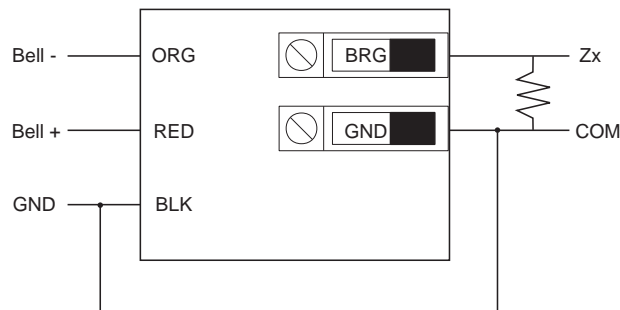 Bell - ORG BRG Zx
Bell + RED GND COM
GND BLK